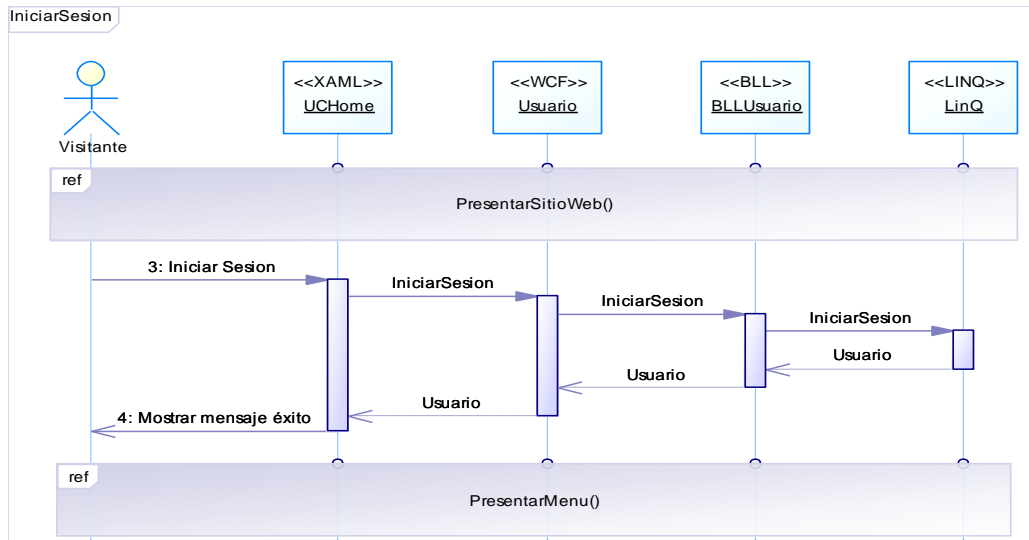 IniciarSesion
<<XAML>>
UCHome
<<WCF>>
Usuario
<<BLL>>
BLLUsuario
<<LINQ>>
LinQ
Visitante
ref
PresentarSitioWeb()
3: Iniciar Sesion
IniciarSesion
IniciarSesion
IniciarSesion
Usuario
Usuario
Usuario
4: Mostrar mensaje éxito
ref
PresentarMenu()